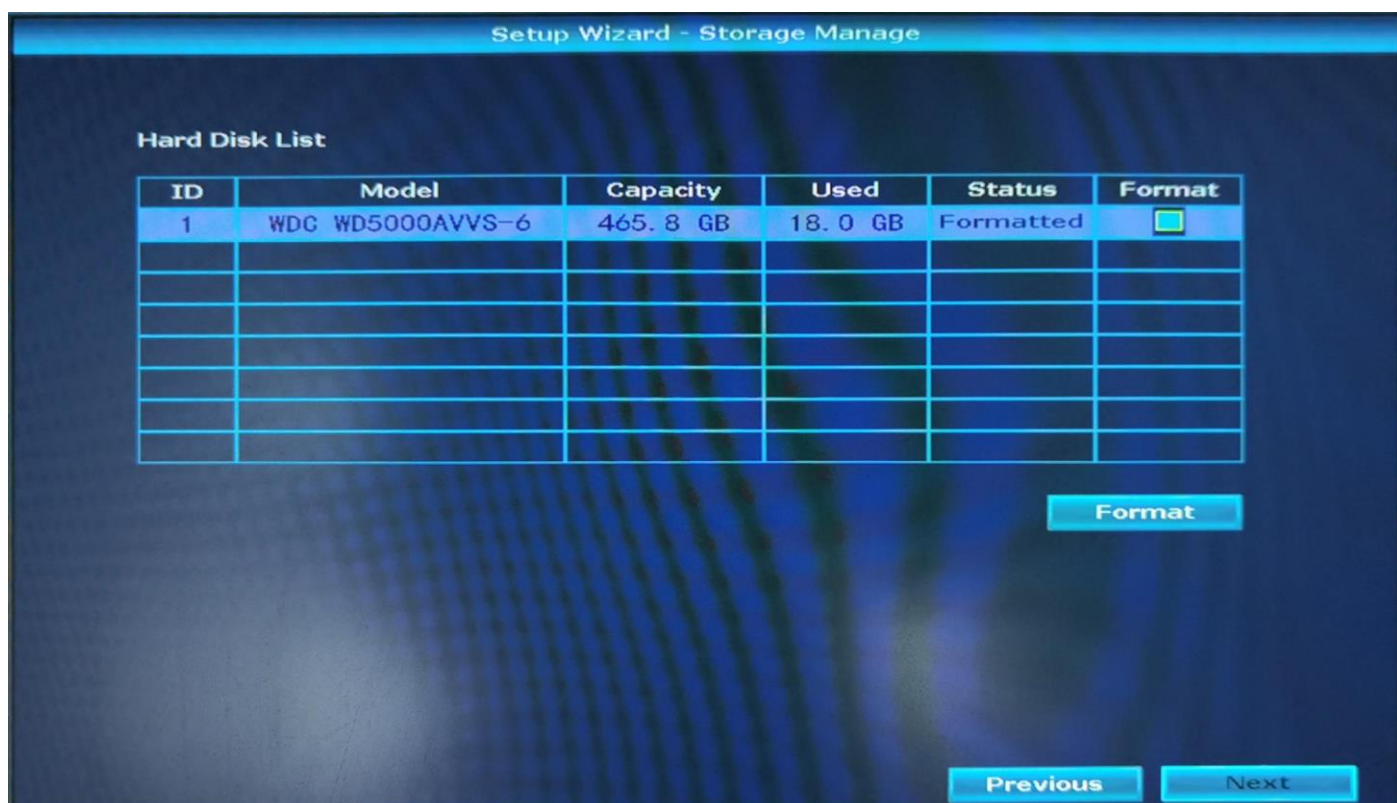 Setup Wizard - Storage Manage
Hard Disk List
ID Model Capacity Used Status Format
1 WDC WD5000AVVS-6 465.8 GB 18.0 GB Formatted
Format
Previous Next